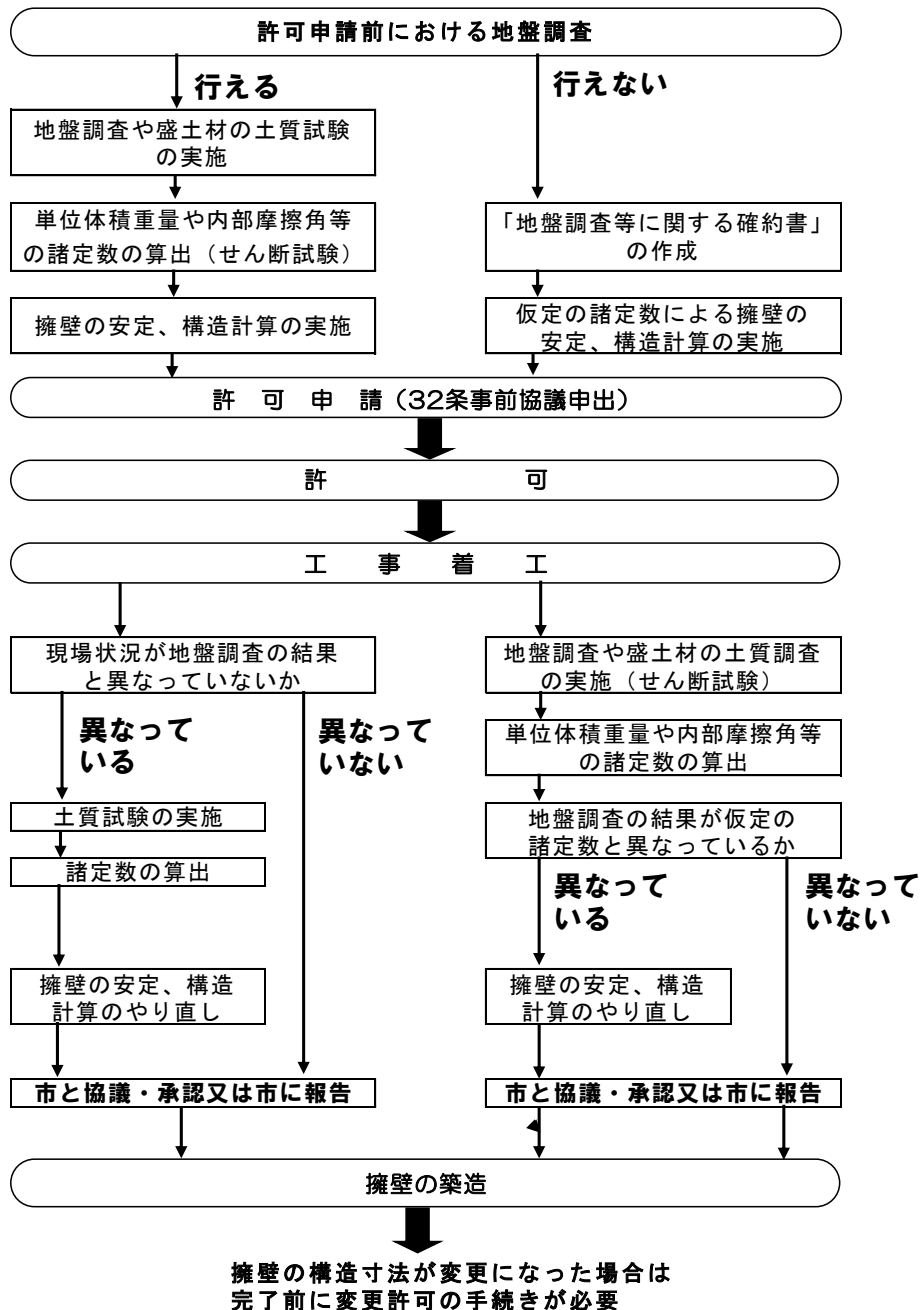 許可申請前における地盤調査
行える
行えない
地盤調査や盛土材の土質試験
の実施
単位体積重量や内部摩擦角等
の諸定数の算出（せん断試験）
「地盤調査等に関する確約書」
の作成
擁壁の安定、構造計算の実施
仮定の諸定数による擁壁の
安定、構造計算の実施
許可申請（32条事前協議申出）
許可
工事着工
現場状況が地盤調査の結果
と異なっていないか
地盤調査や盛土材の土質調査
の実施（せん断試験）
異なって
いる
異なって
いない
単位体積重量や内部摩擦角等
の諸定数の算出
土質試験の実施
地盤調査の結果が仮定の
諸定数と異なっているか
諸定数の算出
異なって
いる
異なって
いない
擁壁の安定、構造
計算のやり直し
擁壁の安定、構造
計算のやり直し
市と協議・承認又は市に報告
市と協議・承認又は市に報告
擁壁の築造
擁壁の構造寸法が変更になった場合は
完了前に変更許可の手続きが必要